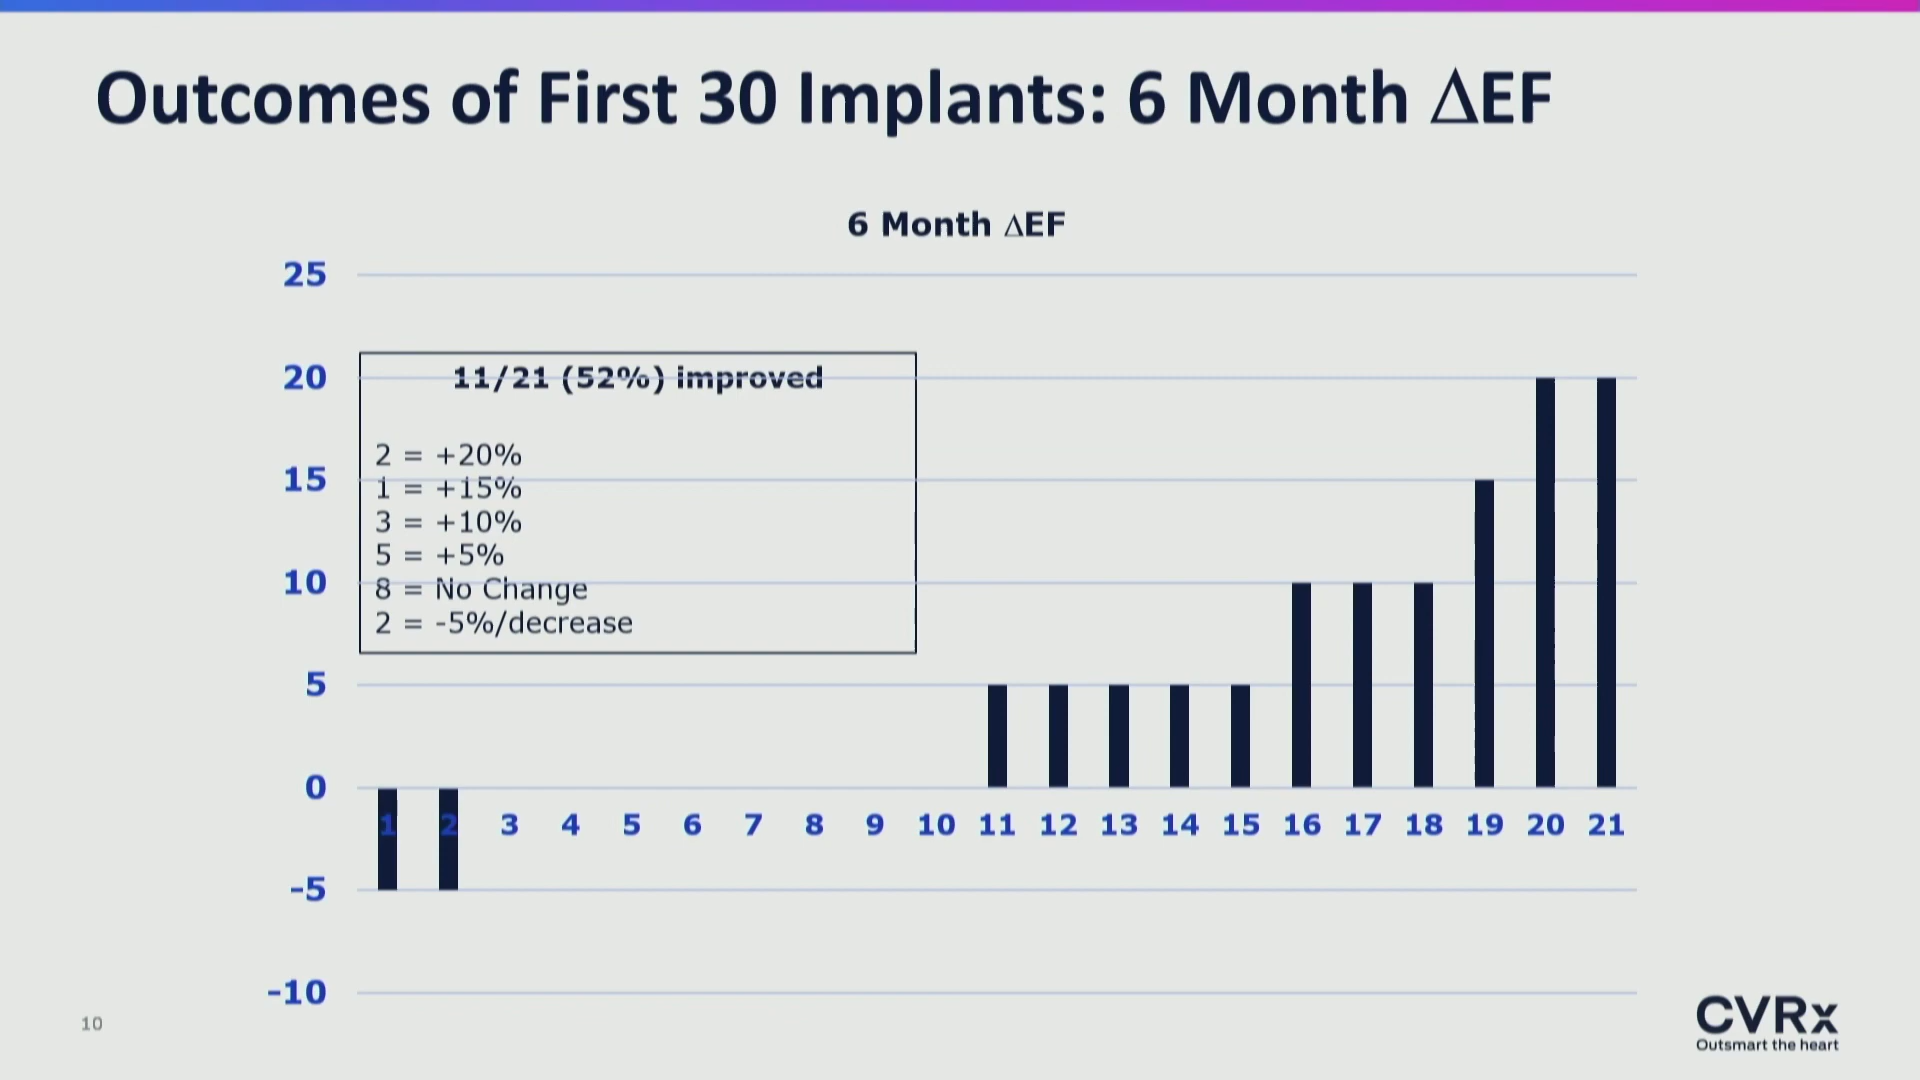 Outcomes of First 30 Implants: 6 Month ΔEF
6 Month ΔEF
25
20
15
10
5
0
-5
-10
11/21 (52%) improved
2 = +20%
1 = +15%
3 = +10%
5 = +5%
8 = No Change
2 = -5%/decrease
1 2 3 4 5 6 7 8 9 10 11 12 13 14 15 16 17 18 19 20 21
10
CVRx
Outsmart the heart